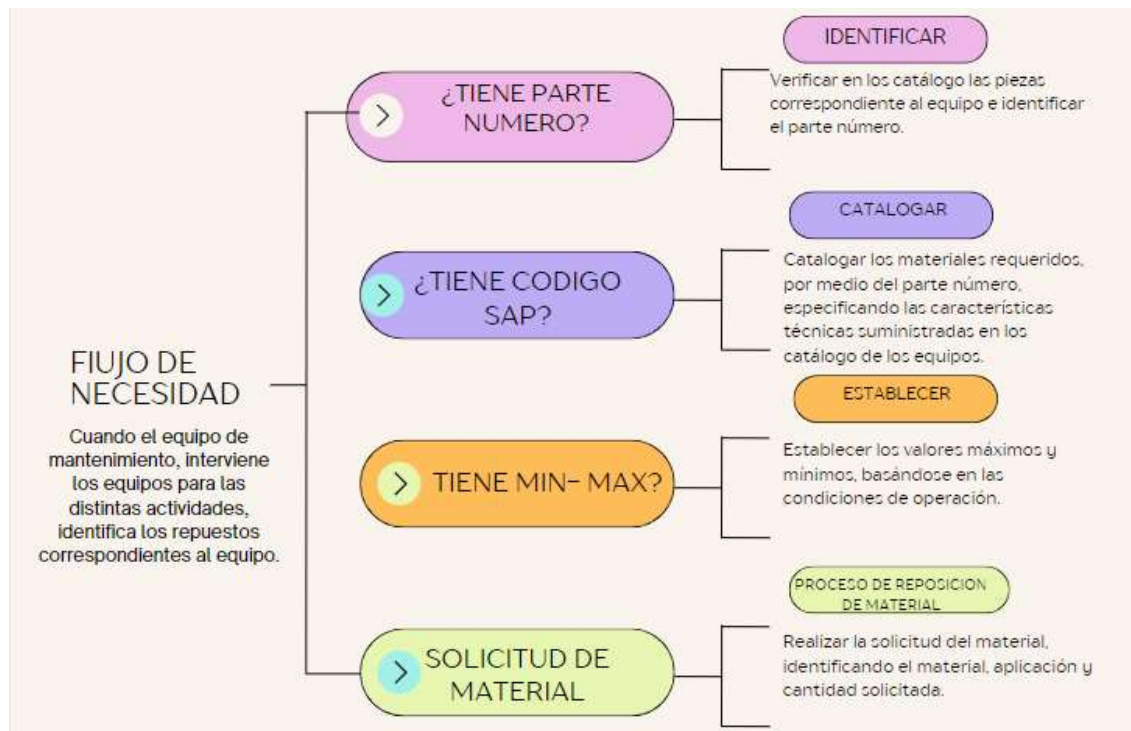 FIUJO DE
NECESIDAD
Cuando el equipo de
mantenimiento, interviene
los equipos para las
distintas actividades,
identifica los repuestos
correspondientes al equipo.
¿TIENE PARTE
NUMERO?
IDENTIFICAR
Verificar en los catálogo las piezas
correspondiente al equipo e identificar
el parte número.
¿TIENE CODIGO
SAP?
CATALOGAR
Catalogar los materiales requeridos,
por medio del parte número,
especificando las características
técnicas suministradas en los
catálogo de los equipos.
TIENE MIN- MAX?
ESTABLECER
Establecer los valores máximos y
mínimos, basándose en las
condiciones de operación.
SOLICITUD DE
MATERIAL
PROCESO DE REPOSICION
DE MATERIAL
Realizar la solicitud del material,
identificando el material, aplicación y
cantidad solicitada.